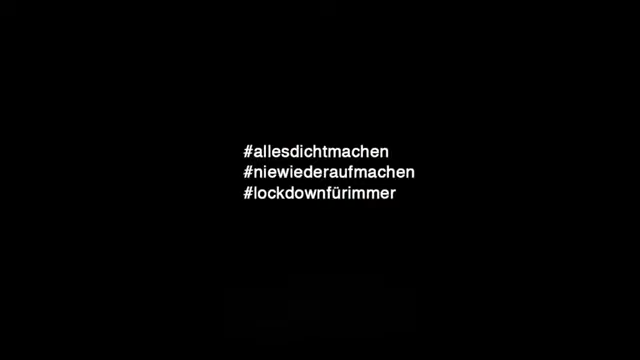 #allesdichtmachen
#niewiederaufmachen
#lockdownfürimmer